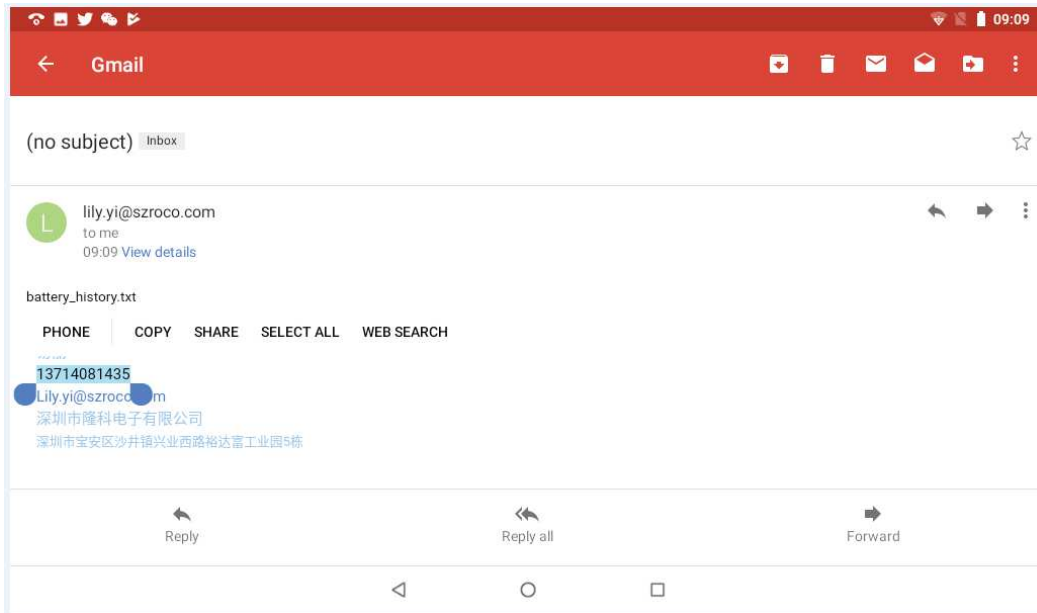 09:09
Gmail
(no subject) Inbox
L
lily.yi@szroco.com
to me
09:09 View details
battery_history.txt
PHONE COPY SHARE SELECT ALL WEB SEARCH
13714081435
Lily.yi@szroco m
深圳市隆科电子有限公司
深圳市宝安区沙井镇兴业西路裕达富工业园5栋
Reply
Reply all
Forward